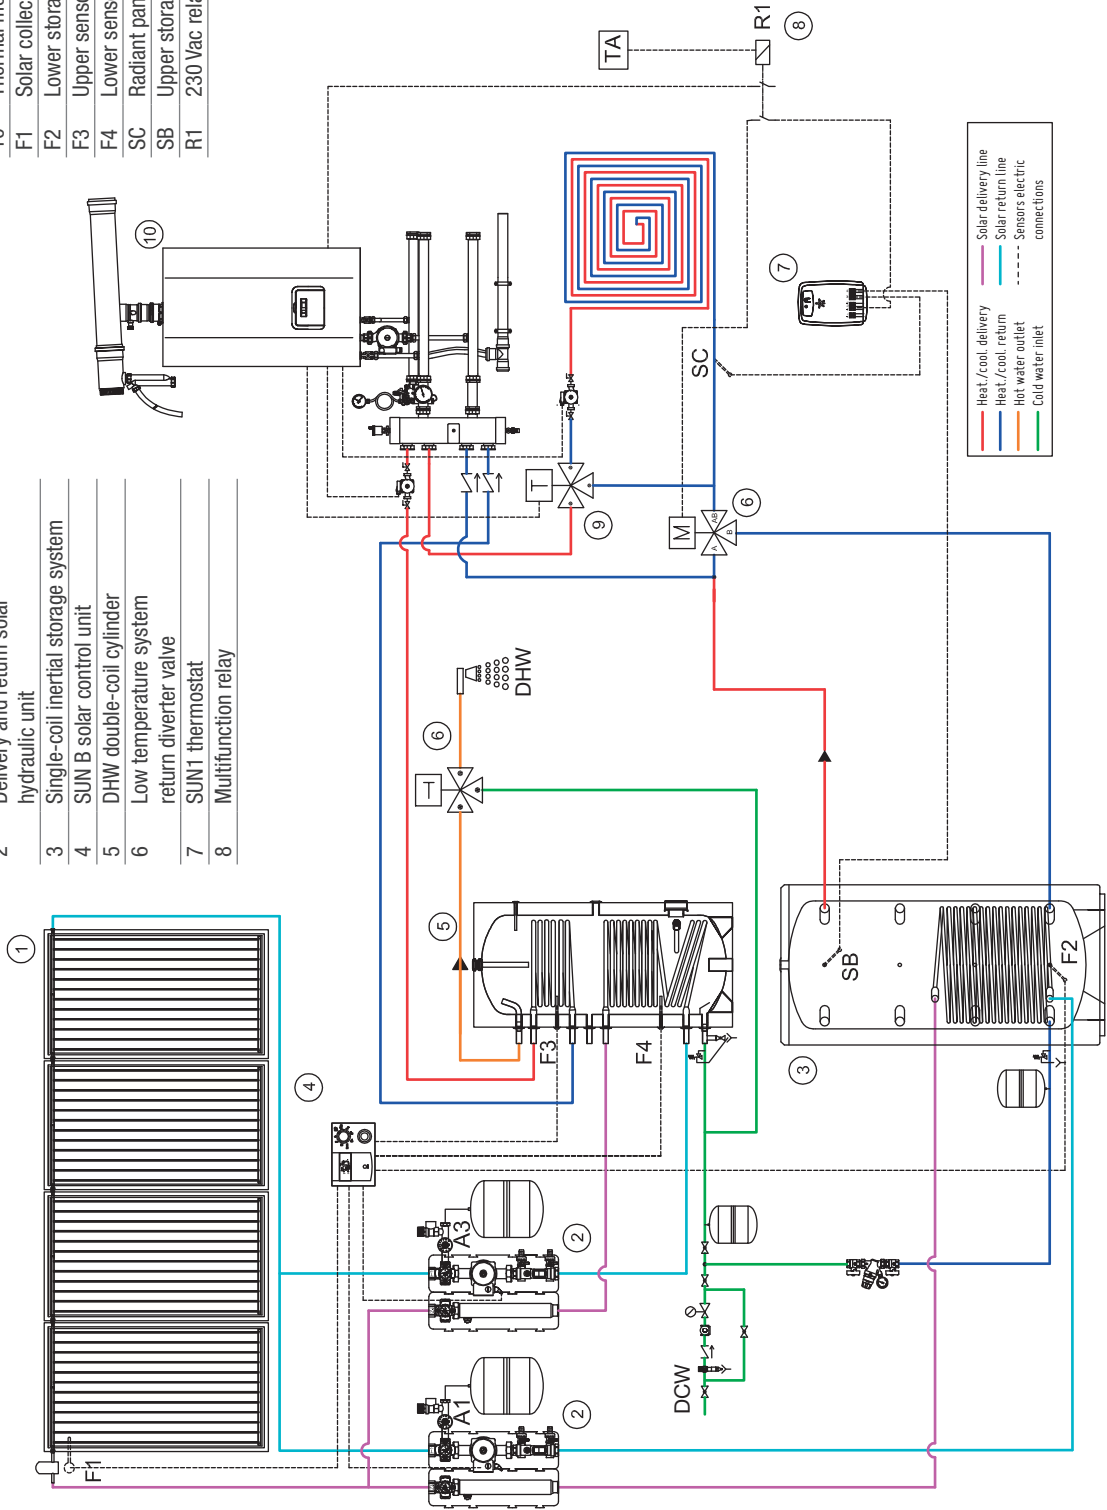 F1 Solar collec
F2 Lower stora
F3 Upper senso
F4 Lower sens
SC Radiant pan
SB Upper stora
R1 230 Vac rela
2 Delivery and return solar
hydraulic unit
3 Single-coil inertial storage system
4 SUN B solar control unit
5 DHW double-coil cylinder
6 Low temperature system
return diverter valve
7 SUN1 thermostat
8 Multifunction relay
1
10
TA
R1
8
7
SC
T
9
M
A
AB
B
6
DHW
6
T
5
F3
F4
4
A3
2
A1
2
F1
DCW
SB
F2
3
Heat./cool. delivery
Heat./cool. return
Hot water outlet
Cold water inlet
Solar delivery line
Solar return line
Sensors electric
connections